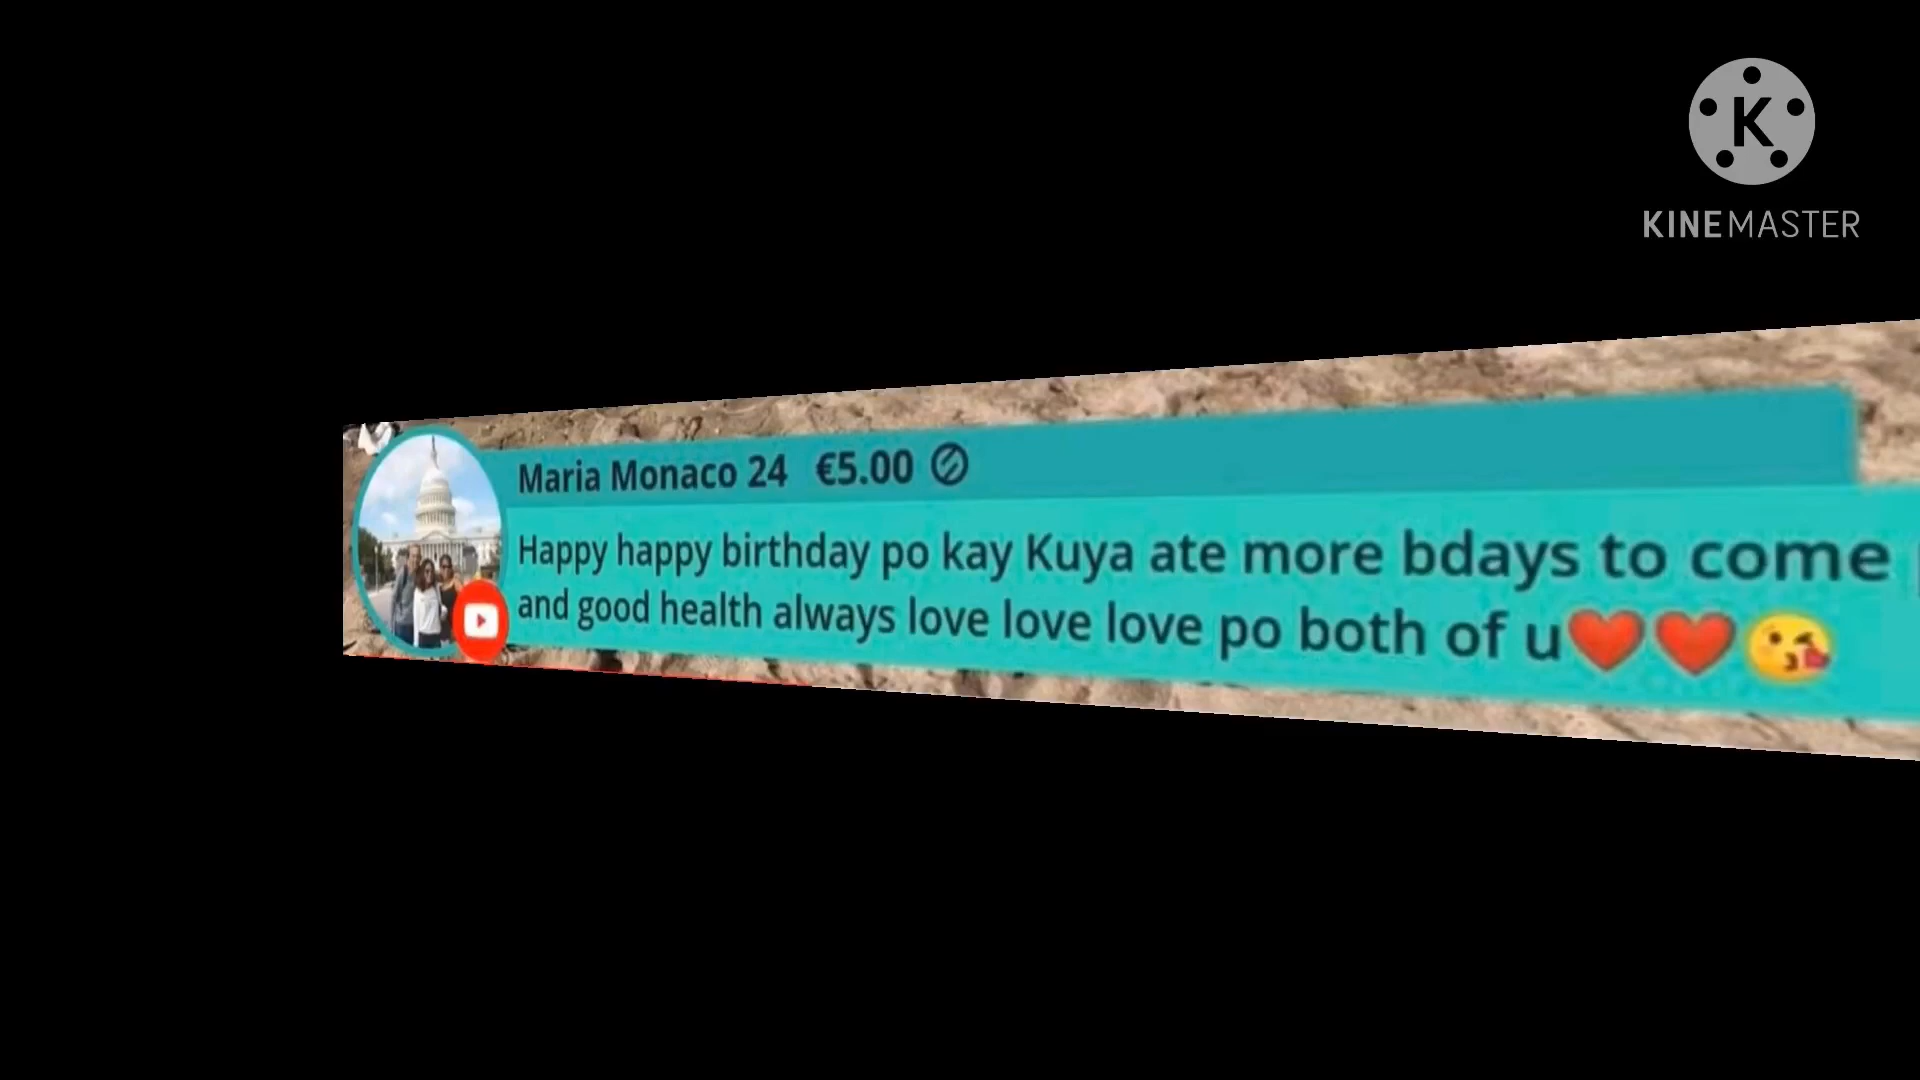 K
KINEMASTER
Maria Monaco 24 €5.00
Happy happy birthday po kay Kuya ate more bdays to come
and good health always love love love po both of u❤️❤️😘